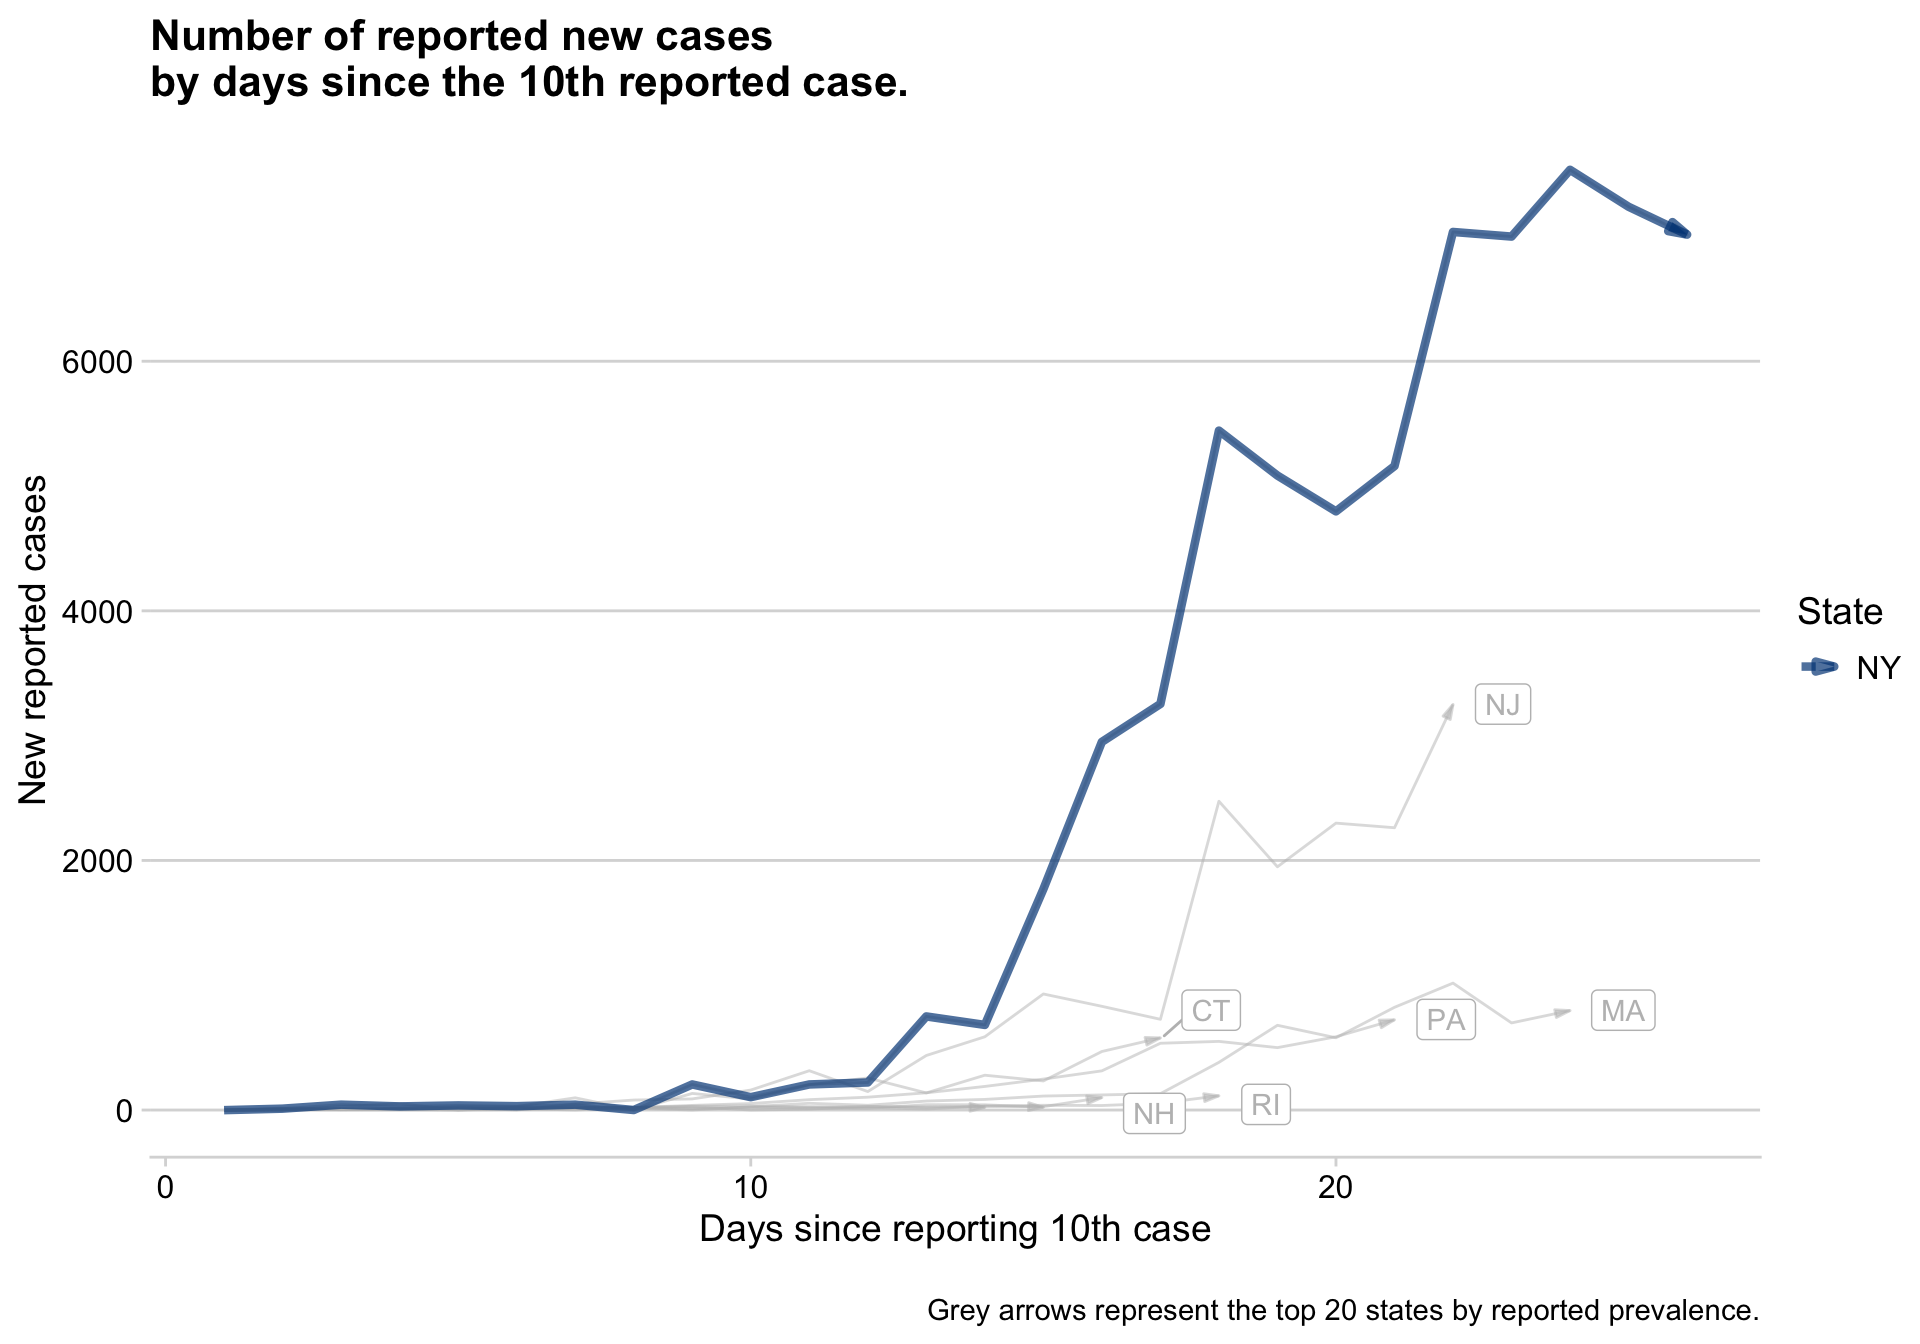 Number of reported new cases
by days since the 10th reported case.
New reported cases
6000
4000
2000
0
0
10
20
Days since reporting 10th case
NJ
CT
PA
MA
NH
RI
State
NY
Grey arrows represent the top 20 states by reported prevalence.